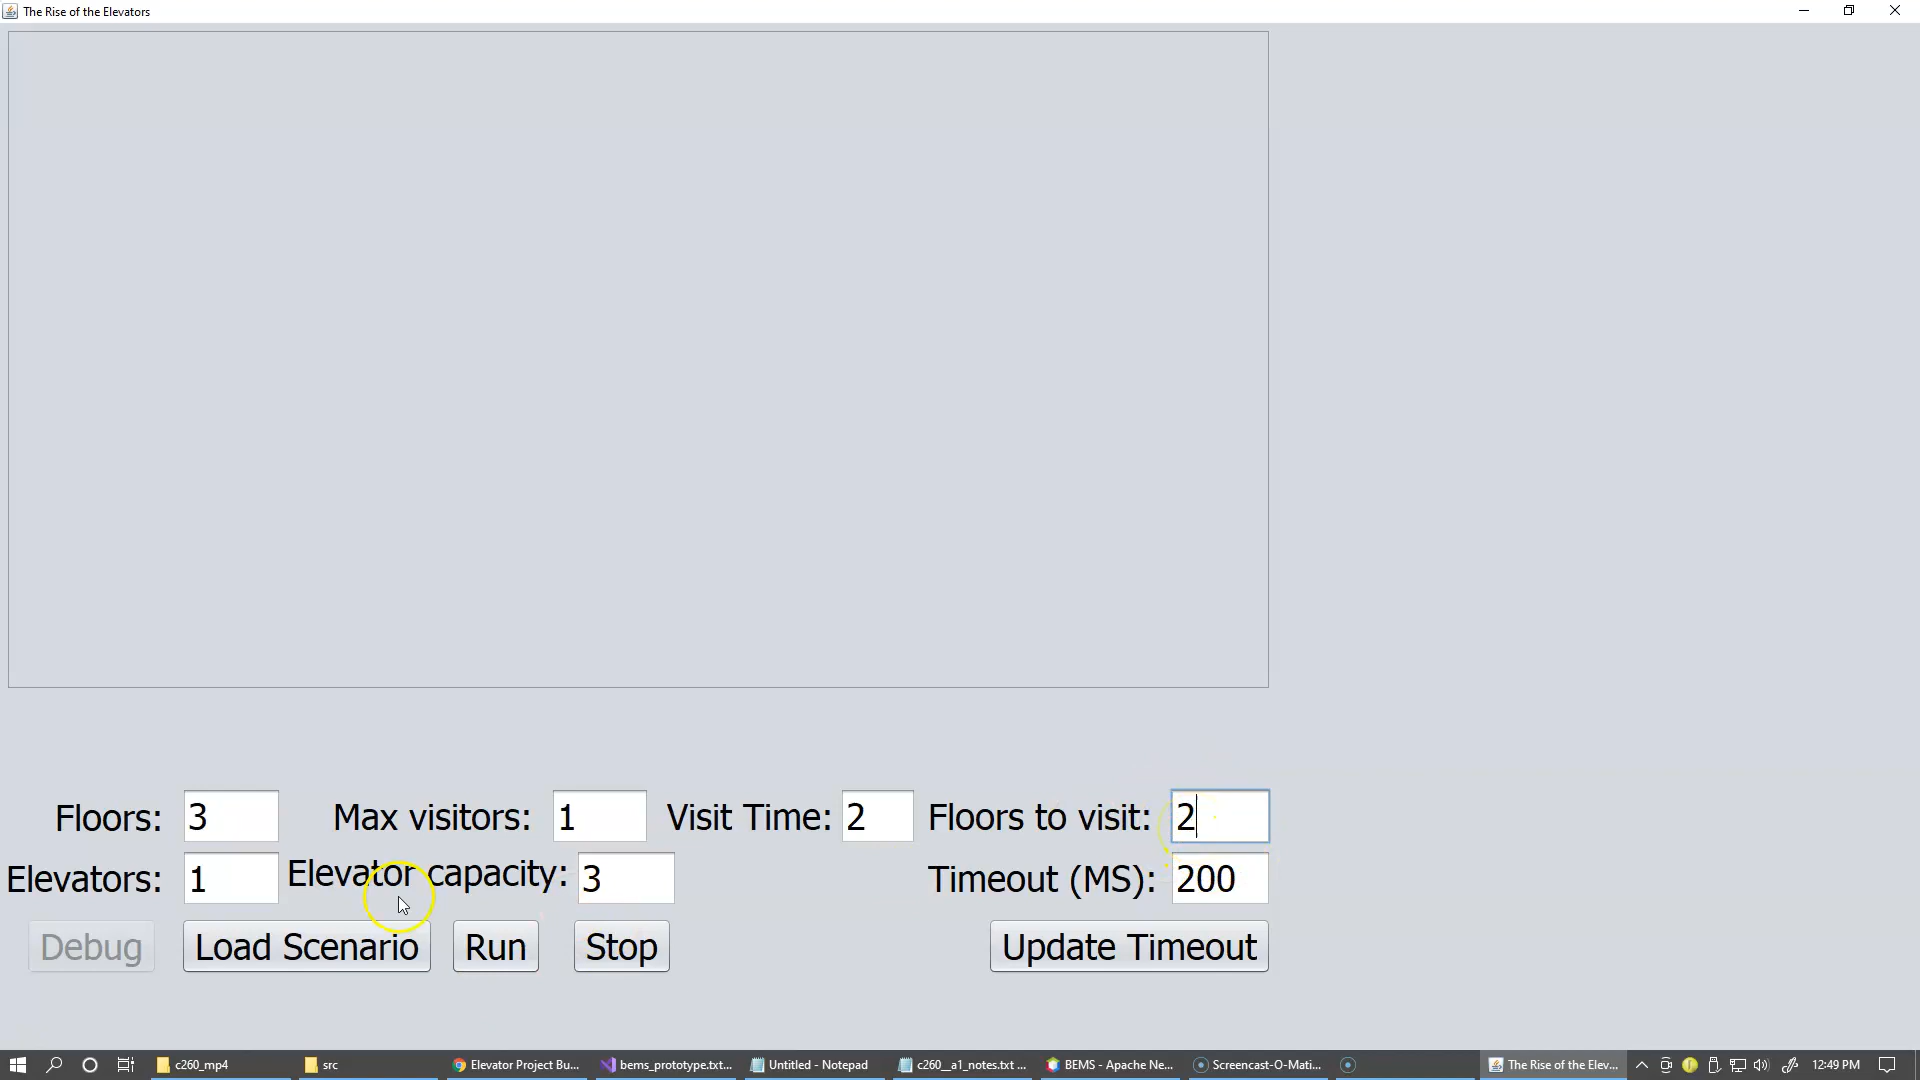 The Rise of the Elevators
Floors: 3 Max visitors: 1 Visit Time: 2 Floors to visit: 2
Elevators: 1 Elevator capacity: 3 Timeout (MS): 200
Debug Load Scenario Run Stop Update Timeout
c260_mp4 src Elevator Project Bu... bems_prototype.txt... Untitled - Notepad c260__a1_notes.txt ... BEMS - Apache Ne... Screencast-O-Mati... The Rise of the Elev... 12:49 PM